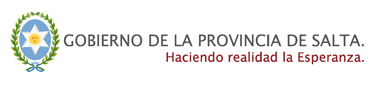 GOBIERNO DE LA PROVINCIA DE SALTA.
Haciendo realidad la Esperanza.